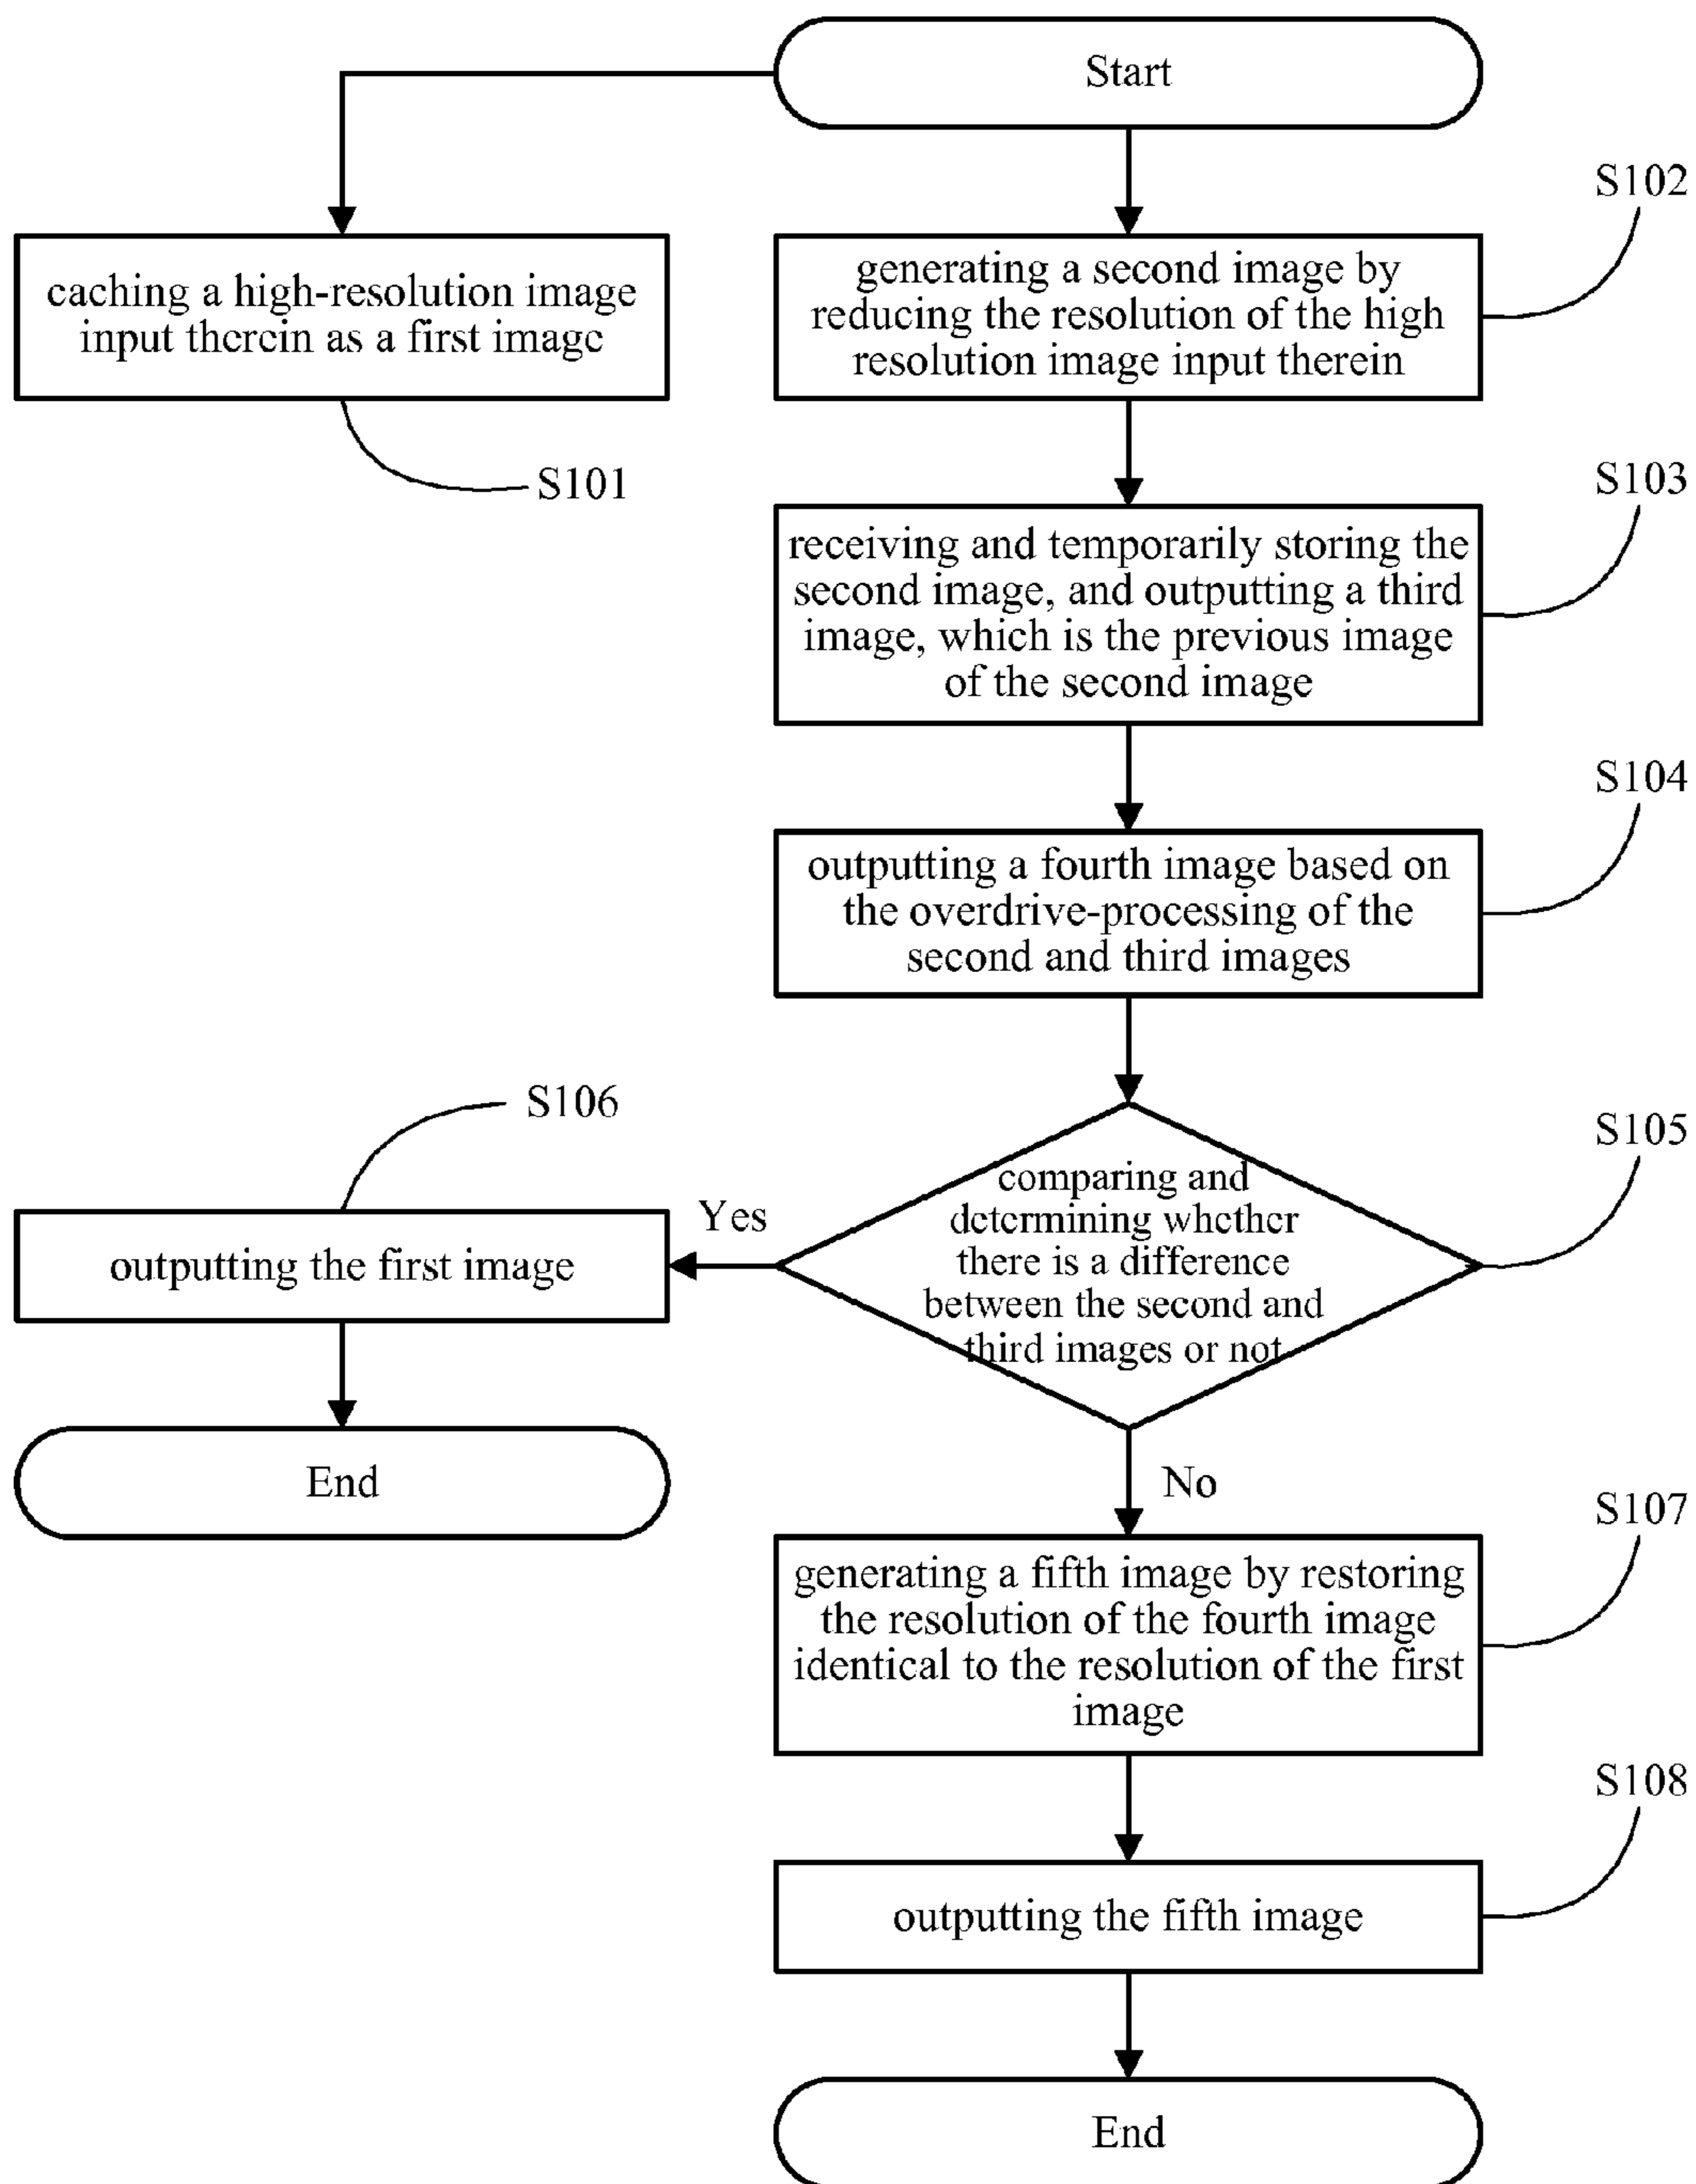 Start
S102
caching a high-resolution image
input therein as a first image
generating a second image by
reducing the resolution of the high
resolution image input therein
S101
S103
receiving and temporarily storing the
second image, and outputting a third
image, which is the previous image
of the second image
S104
outputting a fourth image based on
the overdrive-processing of the
second and third images
S106
S105
comparing and
determining whether
there is a difference
between the second and
third images or not
Yes
outputting the first image
End
No
S107
generating a fifth image by restoring
the resolution of the fourth image
identical to the resolution of the first
image
S108
outputting the fifth image
End